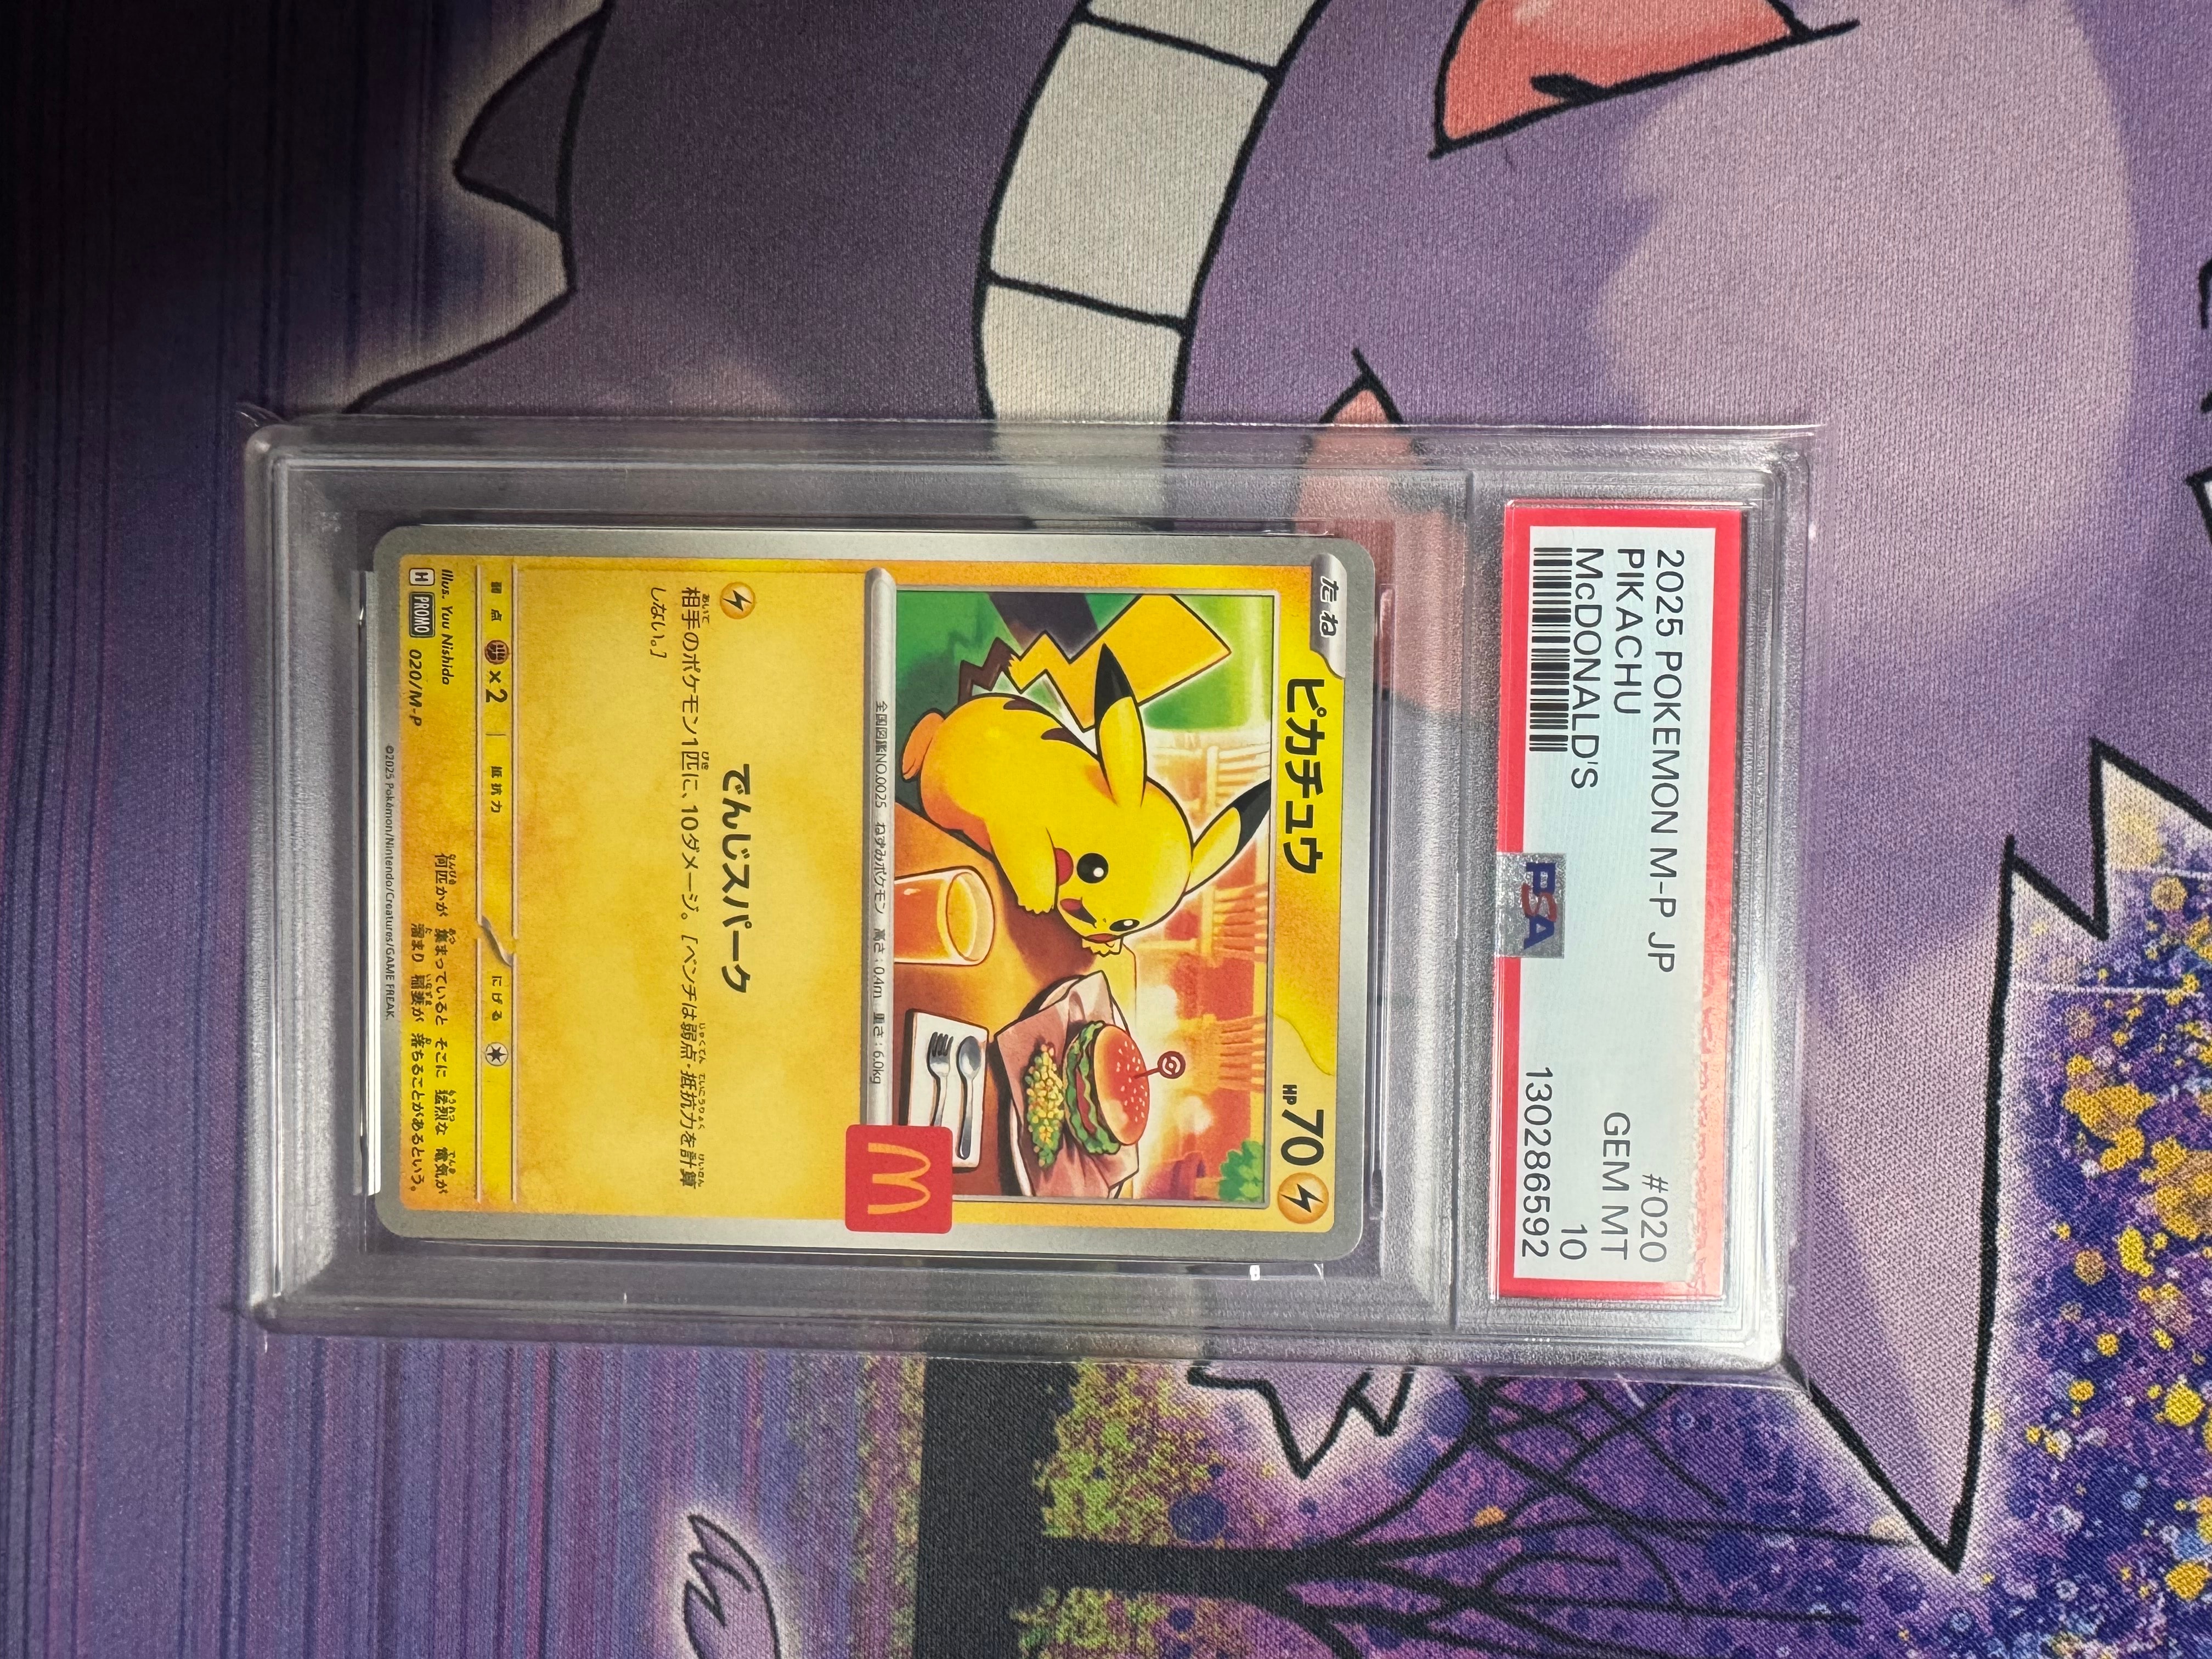 2025 POKEMON M-P JP #020
PIKACHU GEM MT
McDONALD'S 10
PSA 130286592
たね ピカチュウ HP70
全国図鑑NO.0025 ねずみポケモン 高さ:0.4m 重さ:6.0kg
でんじスパーク
相手のポケモン1匹に、10ダメージ。[ベンチは弱点・抵抗力を計算
しない。]
弱点 ×2 抵抗力 にげる
Illus. Yuu Nishida
H PROMO 020/M-P
何匹かが 集まっていると そこに 猛烈な 電気が
溜まり 稲妻が 落ちることがあるという。
©2025 Pokémon/Nintendo/Creatures/GAME FREAK.